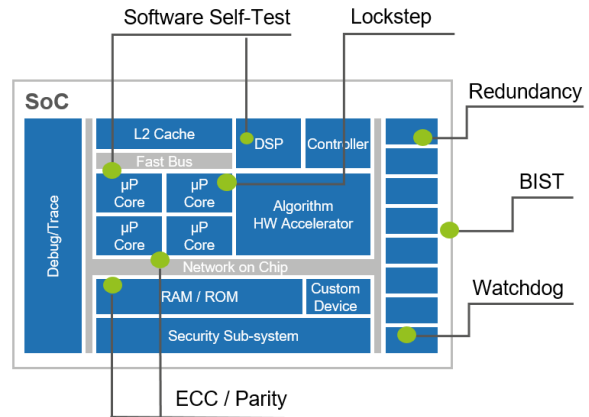 Software Self-Test
Lockstep
SoC
Redundancy
L2 Cache
DSP
Controller
Fast Bus
µP
Core
µP
Core
Algorithm
HW Accelerator
BIST
µP
Core
µP
Core
Debug/Trace
Network on Chip
RAM / ROM
Custom
Device
Watchdog
Security Sub-system
ECC / Parity